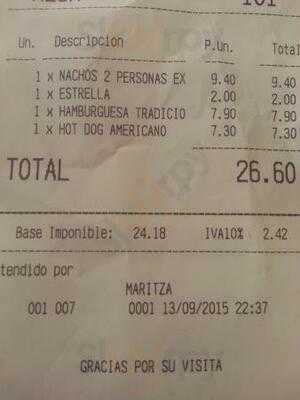 101
Un. Descripcion P.Un. Total
1 x NACHOS 2 PERSONAS EX 9.40 9.40
1 x ESTRELLA 2.00 2.00
1 x HAMBURGUESA TRADICIO 7.90 7.90
1 x HOT DOG AMERICANO 7.30 7.30
TOTAL 26.60
Base Imponible: 24.18 IVA10% 2.42
tendido por
MARITZA
001 007 0001 13/09/2015 22:37
GRACIAS POR SU VISITA